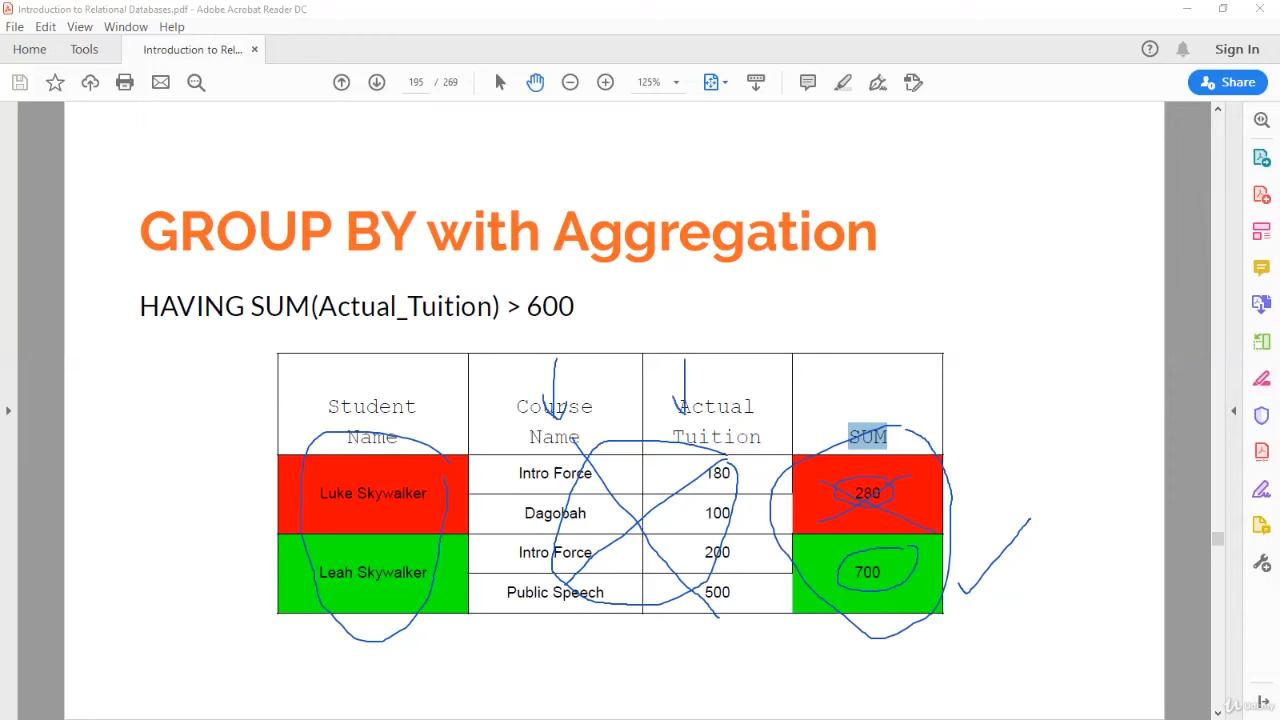 Introduction to Relational Databases.pdf - Adobe Acrobat Reader DC
File Edit View Window Help
Home Tools Introduction to Rel... × Sign In
195 / 269 125% Share
GROUP BY with Aggregation
HAVING SUM(Actual_Tuition) > 600
Student Name Course Name Actual Tuition SUM
Luke Skywalker Intro Force 180 280
Dagobah 100
Leah Skywalker Intro Force 200 700
Public Speech 500
Udemy